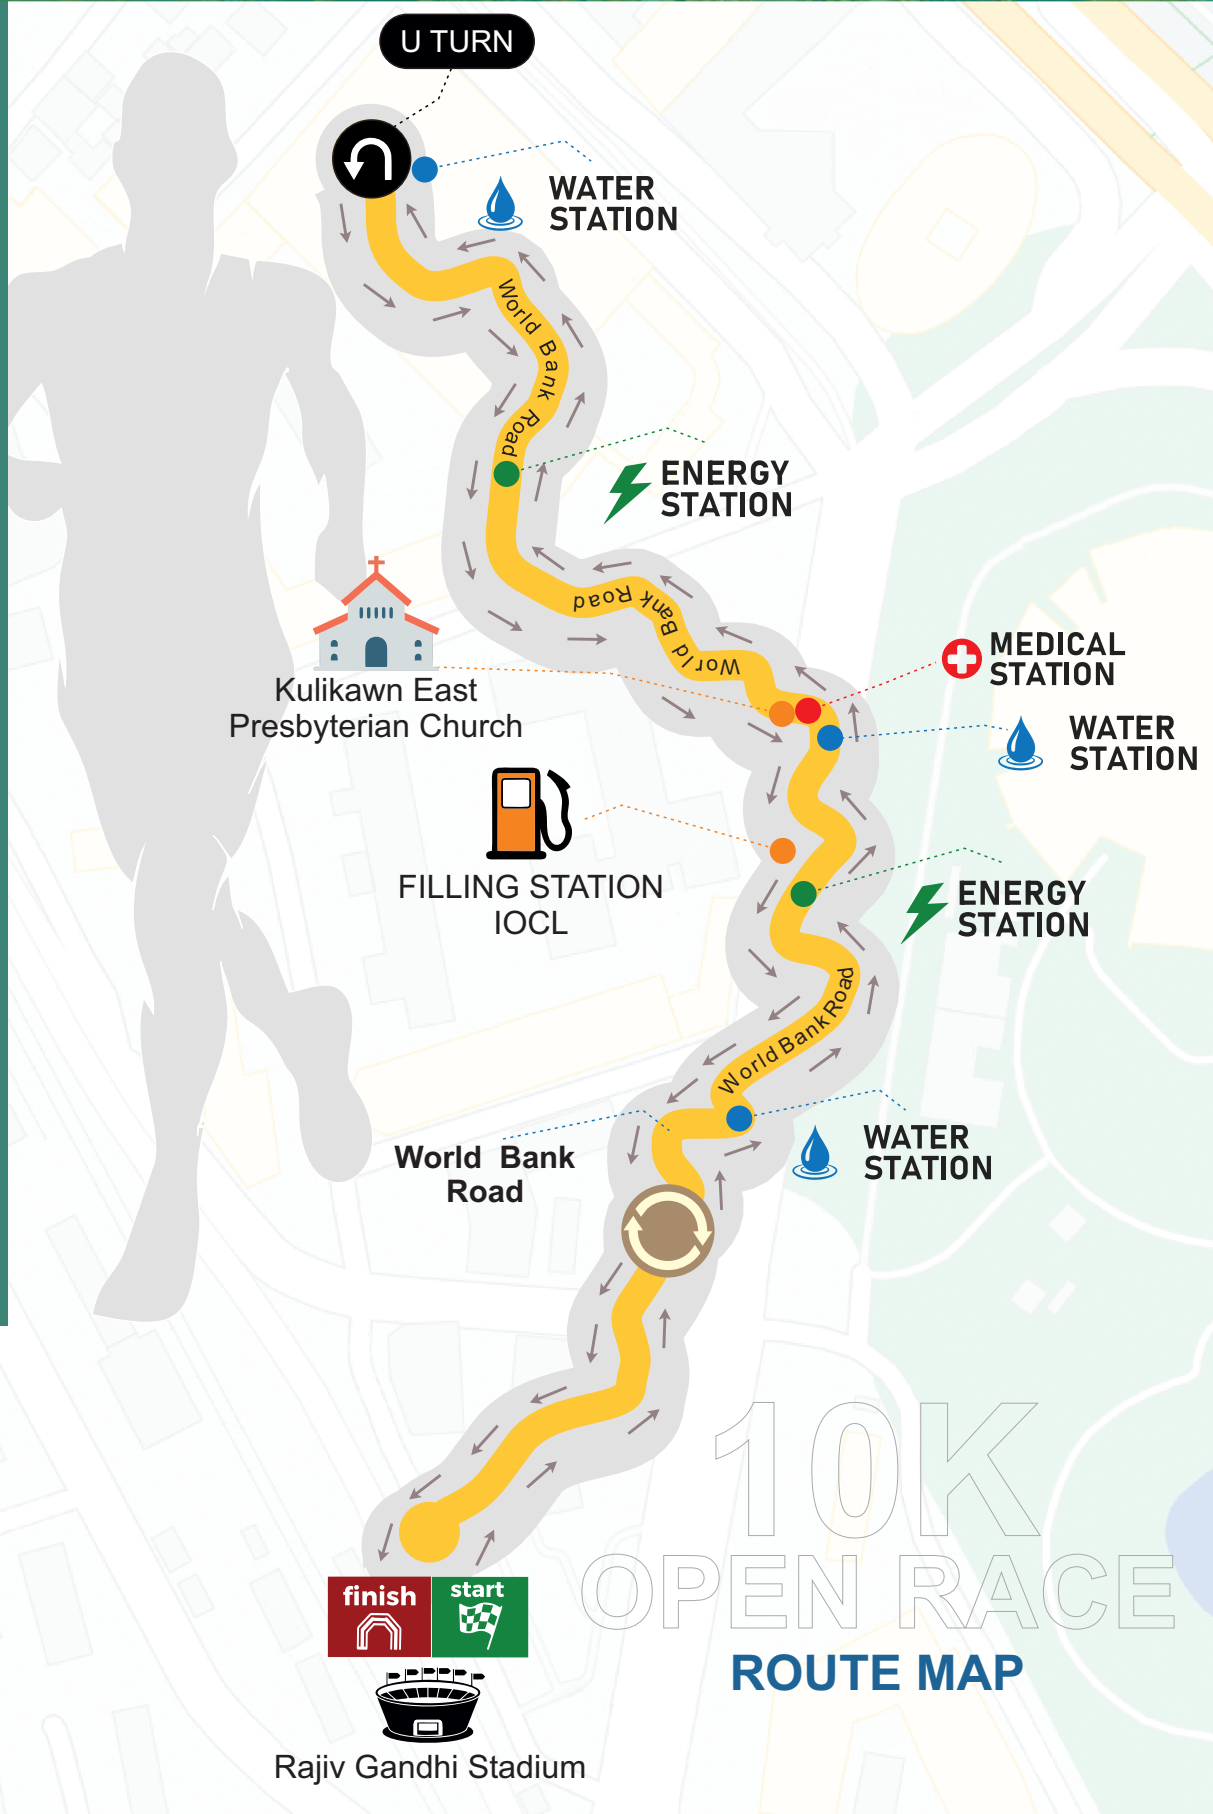 U TURN
WATER
STATION
World Bank Road
ENERGY
STATION
World Bank Road
MEDICAL
STATION
Kulikawn East
Presbyterian Church
WATER
STATION
FILLING STATION
IOCL
ENERGY
STATION
World Bank Road
WATER
STATION
World Bank
Road
10K
OPEN RACE
ROUTE MAP
finish
start
Rajiv Gandhi Stadium